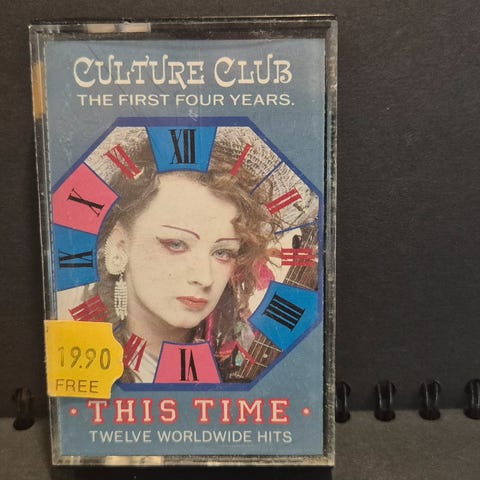 CULTURE CLUB
THE FIRST FOUR YEARS.
XII
XI
I
X
II
IX
III
VIII
IIII
VII
VI
19.90
FREE
· THIS TIME ·
TWELVE WORLDWIDE HITS